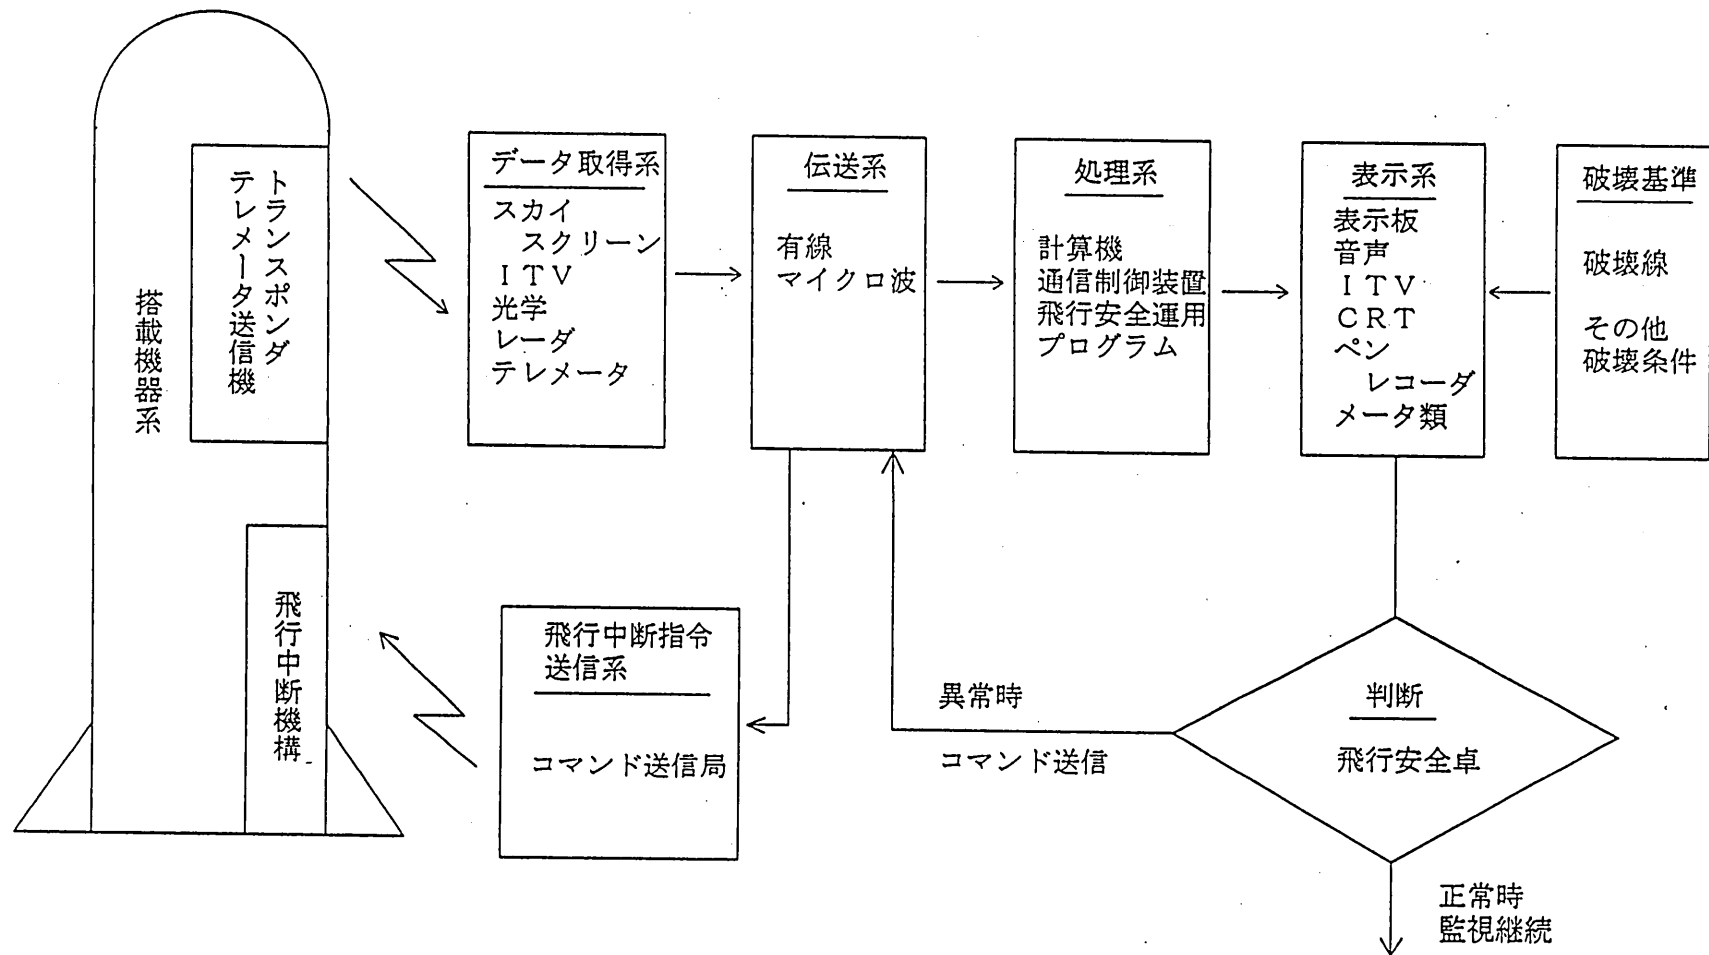 搭載機器系
トランスポンダ
テレメータ送信機
飛行中断機構
データ取得系
スカイ
スクリーン
ITV
光学
レーダ
テレメータ
伝送系
有線
マイクロ波
処理系
計算機
通信制御装置
飛行安全運用
プログラム
表示系
表示板
音声
ITV
CRT
ペン
レコーダ
メータ類
破壊基準
破壊線
その他
破壊条件
飛行中断指令
送信系
コマンド送信局
異常時
コマンド送信
判断
飛行安全卓
正常時
監視継続